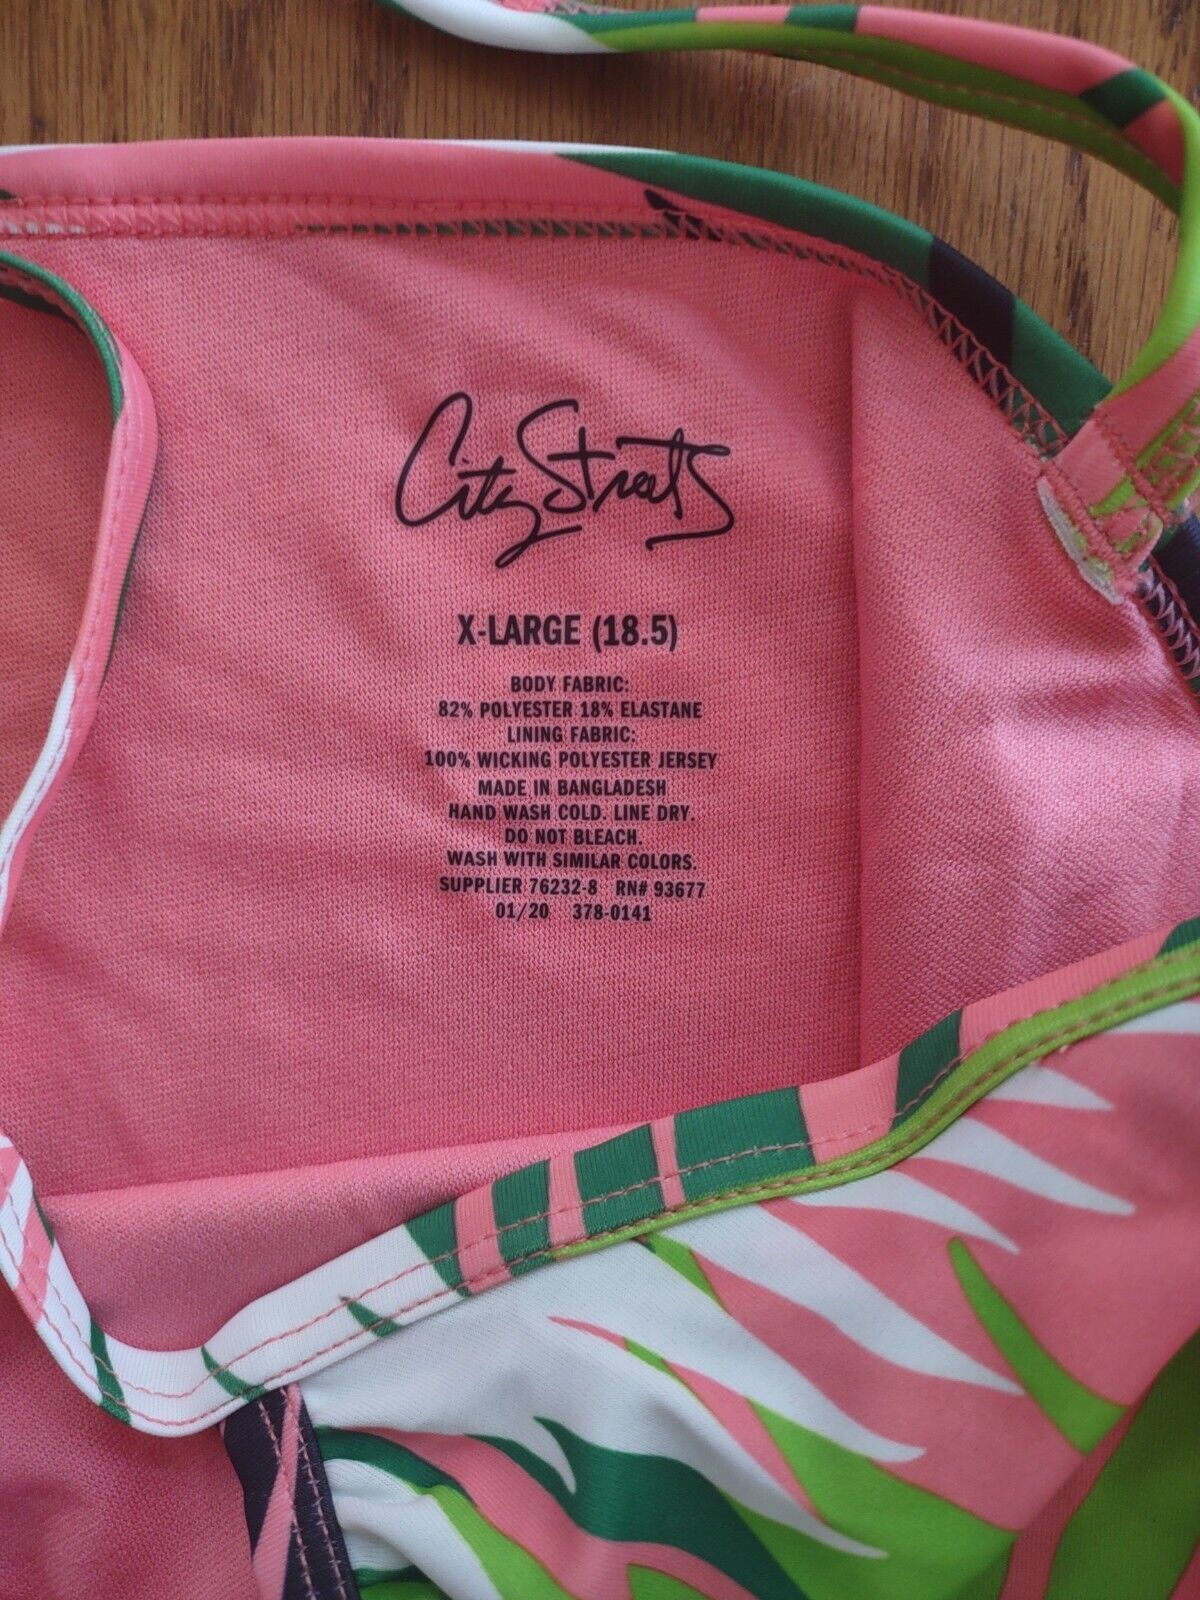 City Streets
X-LARGE (18.5)
BODY FABRIC:
82% POLYESTER 18% ELASTANE
LINING FABRIC:
100% WICKING POLYESTER JERSEY
MADE IN BANGLADESH
HAND WASH COLD. LINE DRY.
DO NOT BLEACH.
WASH WITH SIMILAR COLORS.
SUPPLIER 76232-8 RN# 93677
01/20 378-0141